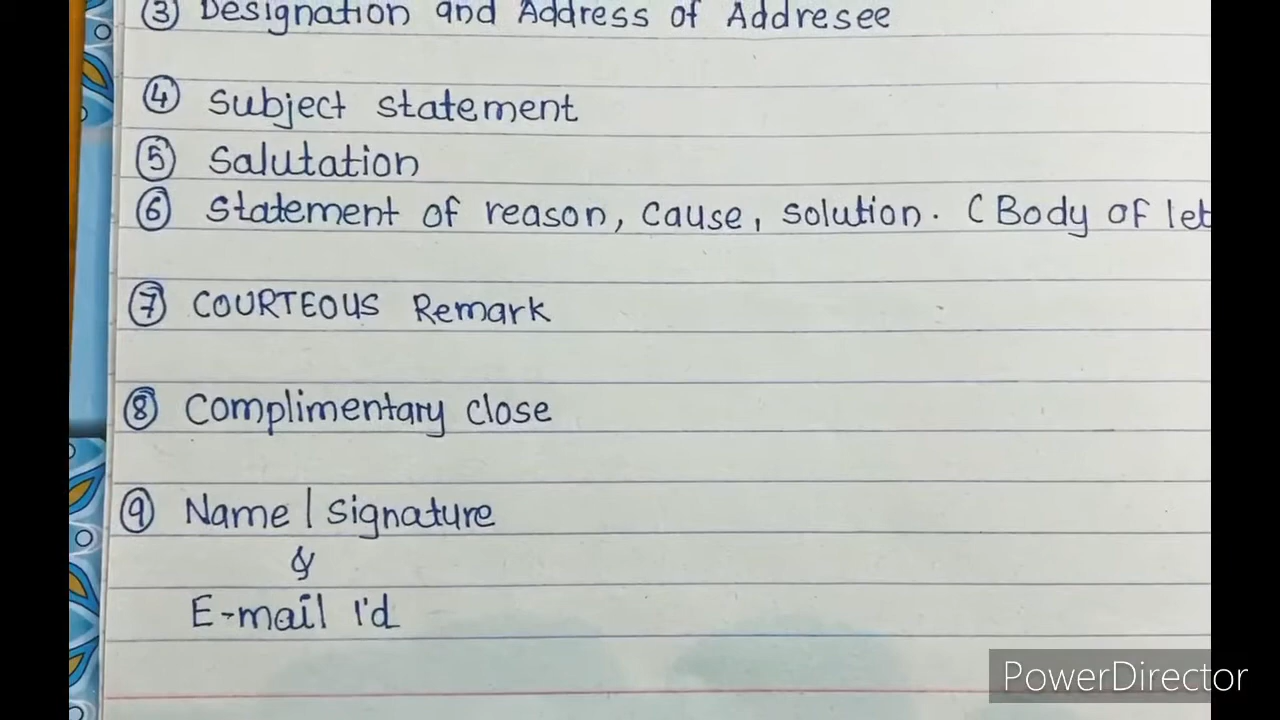 ③ Designation and Address of Addresee
④ Subject statement
⑤ Salutation
⑥ Statement of reason, cause, solution. ( Body of let
⑦ COURTEOUS Remark
⑧ Complimentary close
⑨ Name | signature
&
E-mail I'd
PowerDirector